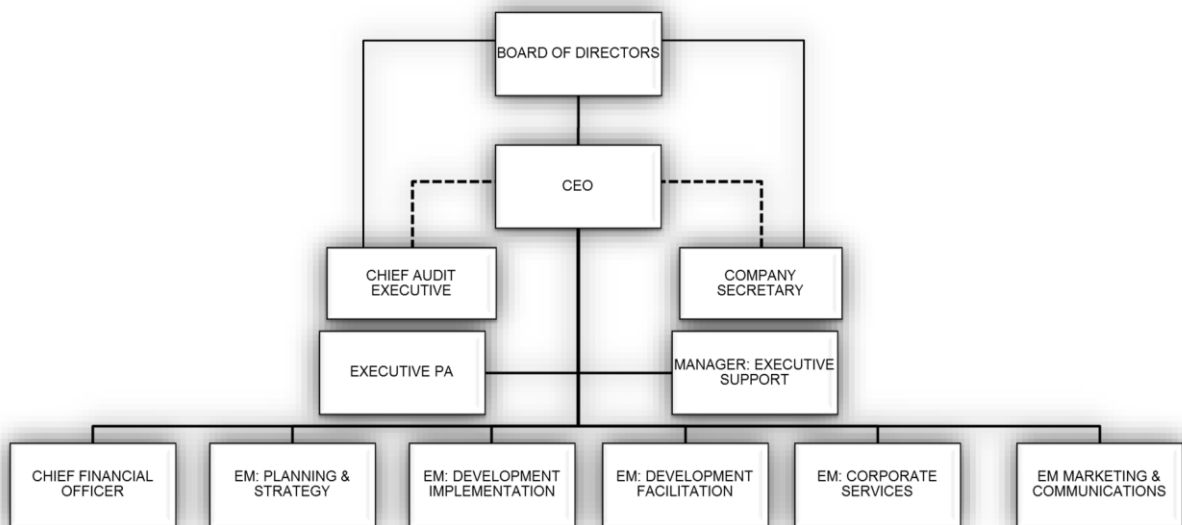 BOARD OF DIRECTORS
CEO
CHIEF AUDIT
EXECUTIVE
COMPANY
SECRETARY
EXECUTIVE PA
MANAGER: EXECUTIVE
SUPPORT
CHIEF FINANCIAL
OFFICER
EM: PLANNING &
STRATEGY
EM: DEVELOPMENT
IMPLEMENTATION
EM: DEVELOPMENT
FACILITATION
EM: CORPORATE
SERVICES
EM MARKETING &
COMMUNICATIONS